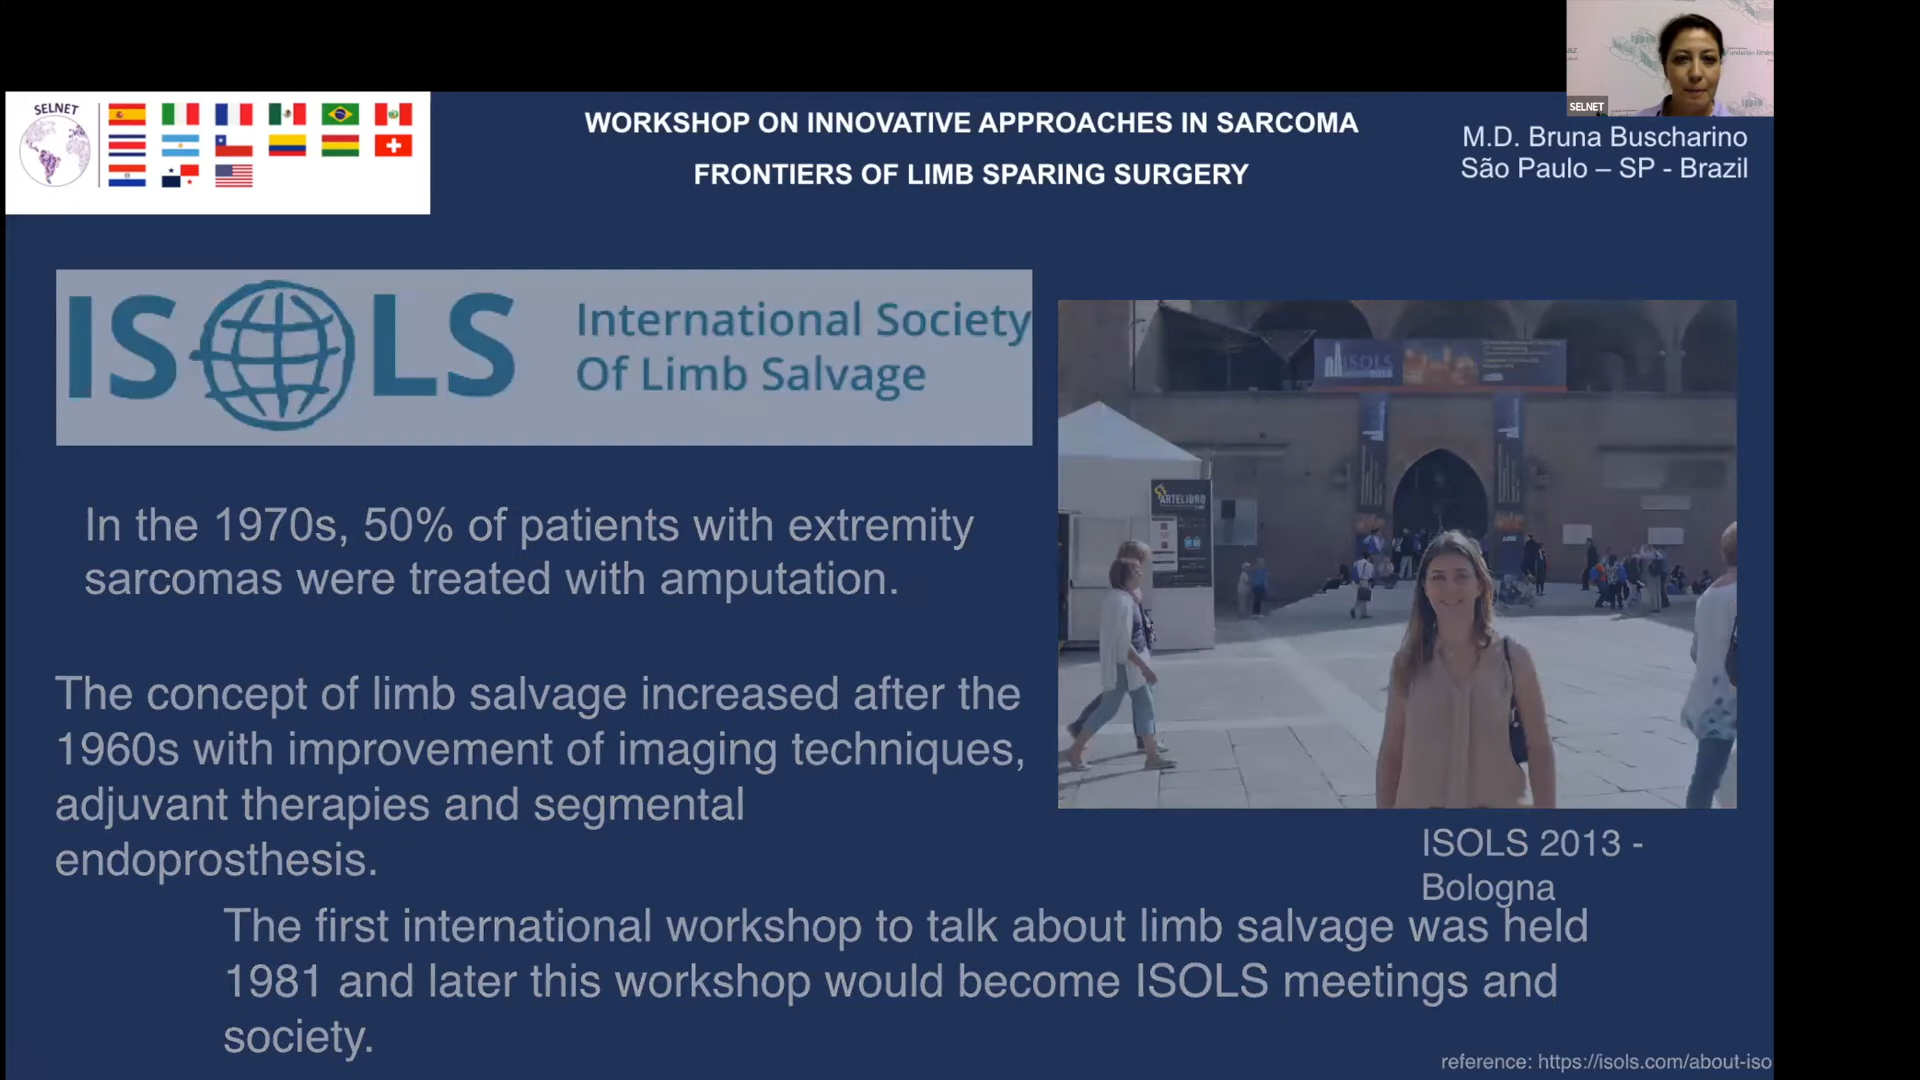 SELNET
WORKSHOP ON INNOVATIVE APPROACHES IN SARCOMA
FRONTIERS OF LIMB SPARING SURGERY
SELNET
M.D. Bruna Buscharino
São Paulo – SP - Brazil
ISOLS
International Society
Of Limb Salvage
ISOLS
ARTELIBRO
In the 1970s, 50% of patients with extremity
sarcomas were treated with amputation.
The concept of limb salvage increased after the
1960s with improvement of imaging techniques,
adjuvant therapies and segmental
endoprosthesis.
ISOLS 2013 -
Bologna
The first international workshop to talk about limb salvage was held
1981 and later this workshop would become ISOLS meetings and
society.
reference: https://isols.com/about-iso